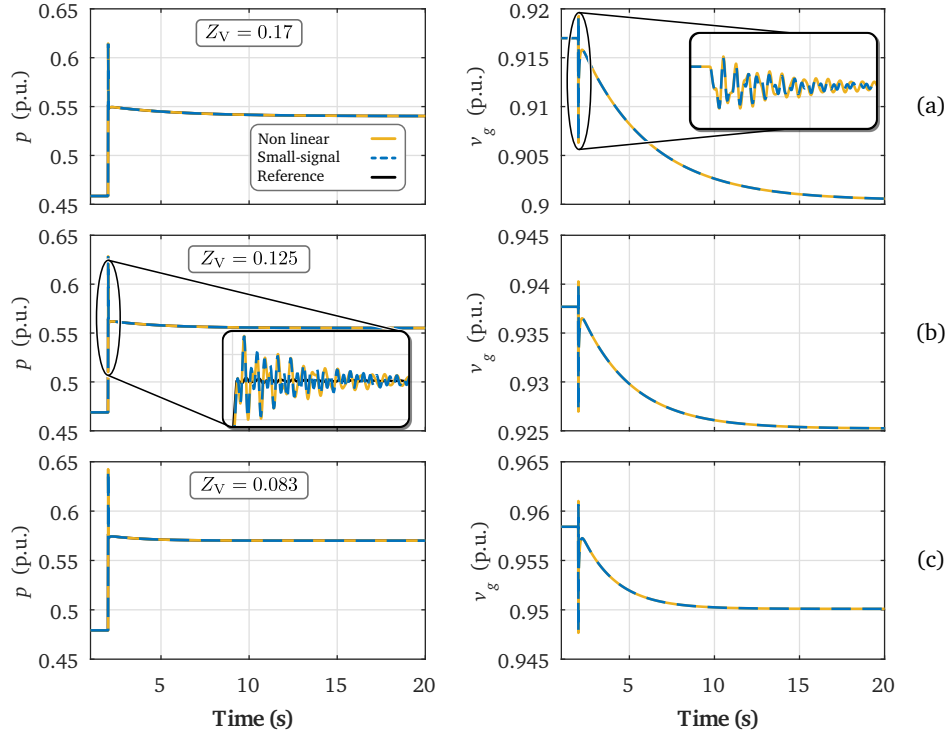 0.65
0.6
0.55
0.5
0.45
p (p.u.)
Z_V = 0.17
Non linear
Small-signal
Reference
0.92
0.915
0.91
0.905
0.9
v_g (p.u.)
(a)
0.65
0.6
0.55
0.5
0.45
p (p.u.)
Z_V = 0.125
0.945
0.94
0.935
0.93
0.925
v_g (p.u.)
(b)
0.65
0.6
0.55
0.5
0.45
p (p.u.)
Z_V = 0.083
5 10 15 20
Time (s)
0.965
0.96
0.955
0.95
0.945
v_g (p.u.)
5 10 15 20
Time (s)
(c)